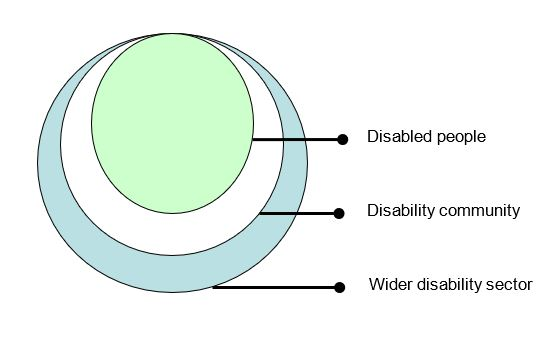 Disabled people
Disability community
Wider disability sector